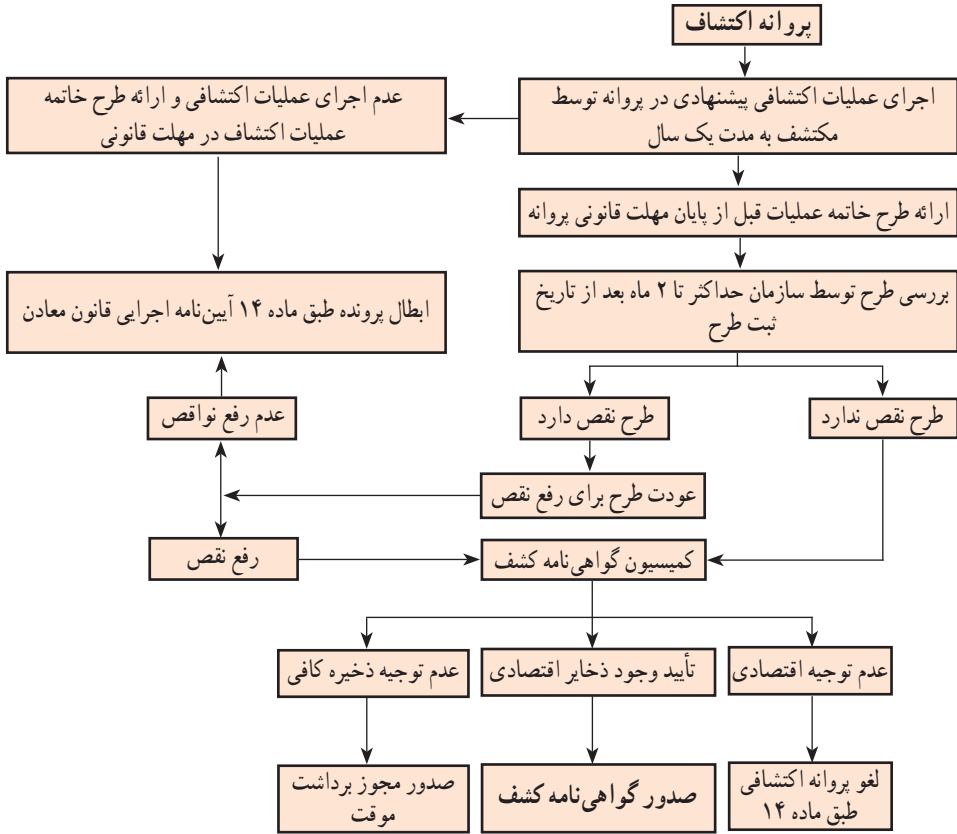 پروانه اکتشاف
اجرای عملیات اکتشافی پیشنهادی در پروانه توسط
مکتشف به مدت یک سال
عدم اجرای عملیات اکتشافی و ارائه طرح خاتمه
عملیات اکتشاف در مهلت قانونی
ارائه طرح خاتمه عملیات قبل از پایان مهلت قانونی پروانه
بررسی طرح توسط سازمان حداکثر تا ۲ ماه بعد از تاریخ
ثبت طرح
ابطال پرونده طبق ماده ۱۴ آیین‌نامه اجرایی قانون معادن
طرح نقص ندارد
طرح نقص دارد
عدم رفع نواقص
عودت طرح برای رفع نقص
کمیسیون گواهی‌نامه کشف
رفع نقص
عدم توجیه اقتصادی
تأیید وجود ذخایر اقتصادی
عدم توجیه ذخیره کافی
لغو پروانه اکتشافی
طبق ماده ۱۴
صدور گواهی‌نامه کشف
صدور مجوز برداشت
موقت